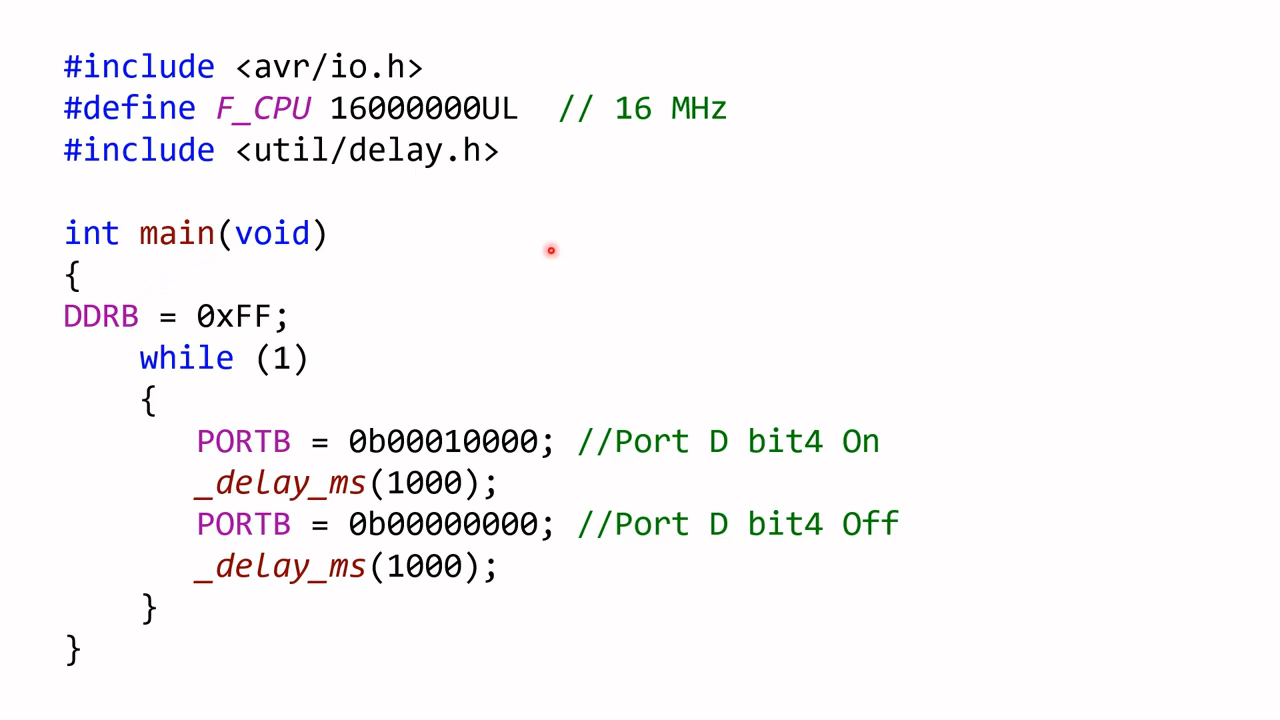 #include <avr/io.h>
#define F_CPU 16000000UL  // 16 MHz
#include <util/delay.h>
int main(void)
{
DDRB = 0xFF;
    while (1)
    {
       PORTB = 0b00010000; //Port D bit4 On
       _delay_ms(1000);
       PORTB = 0b00000000; //Port D bit4 Off
       _delay_ms(1000);
    }
}